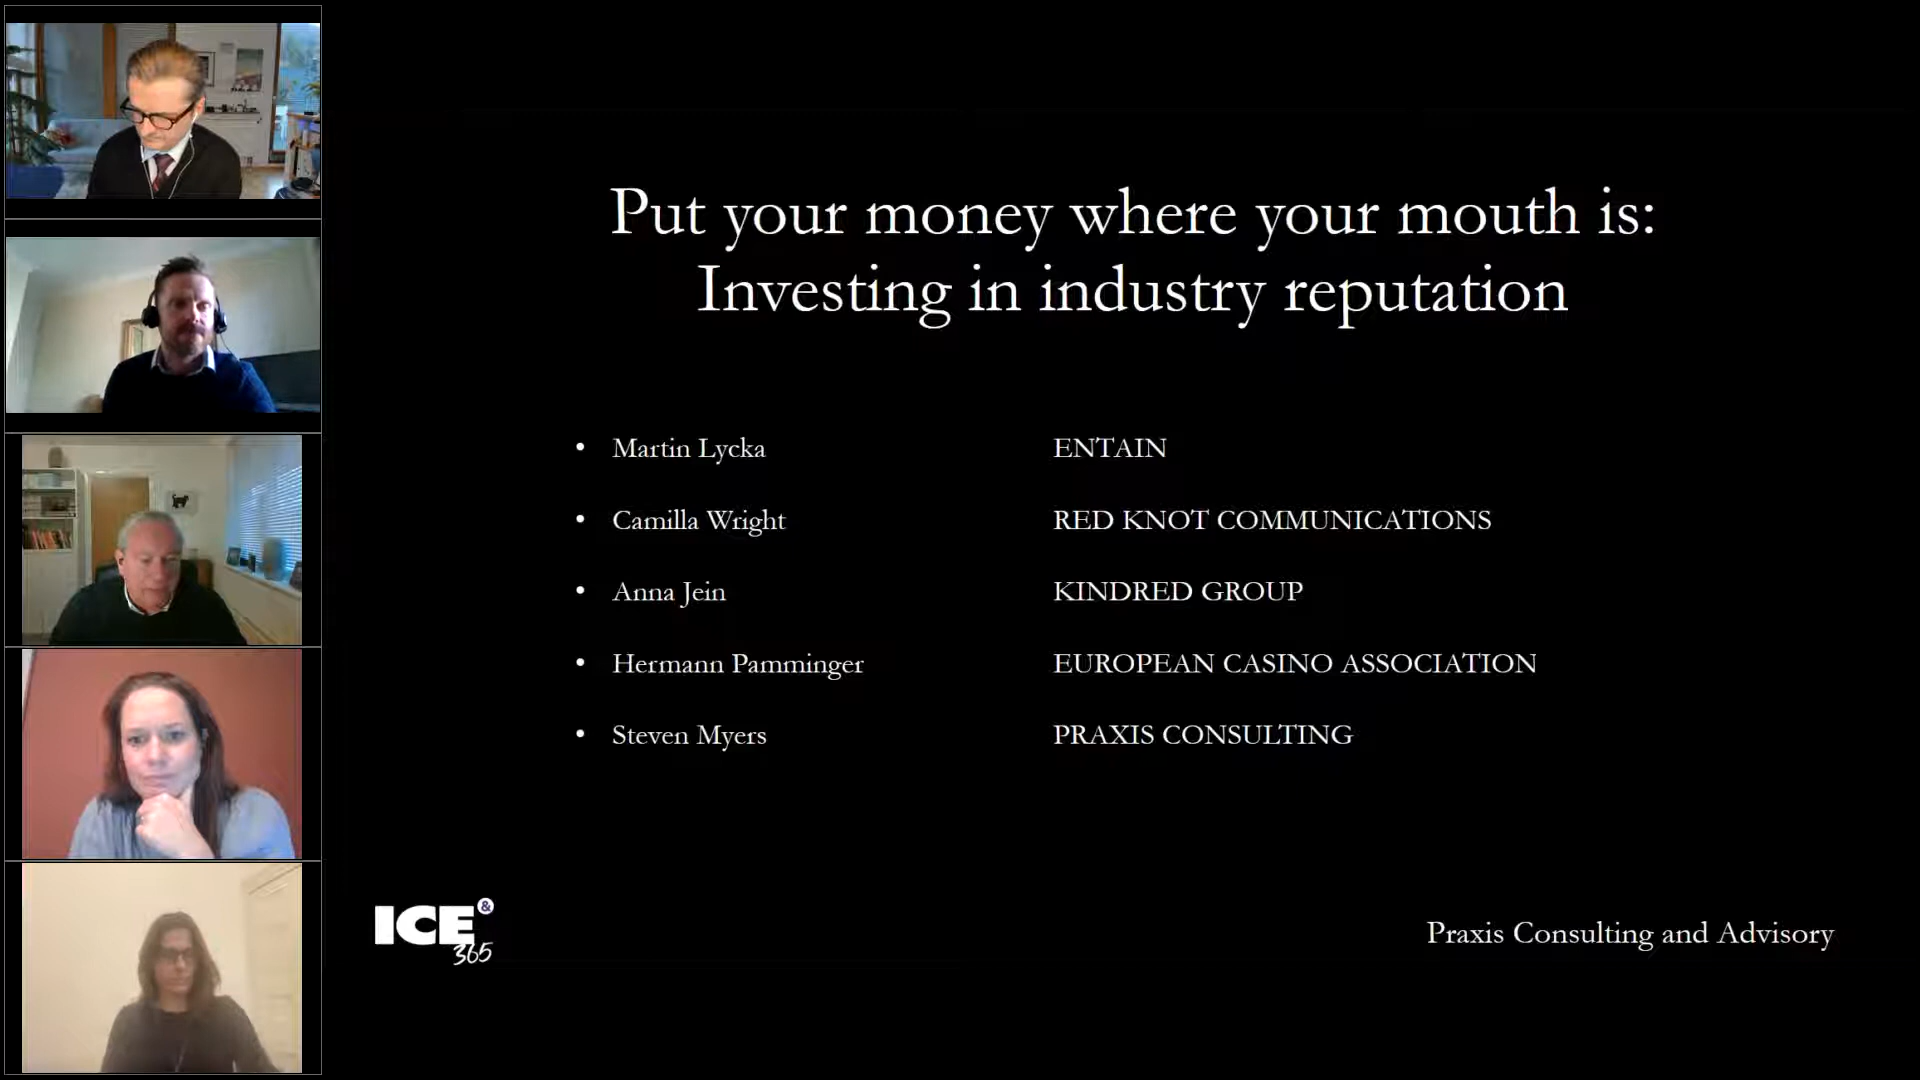 Put your money where your mouth is:
Investing in industry reputation
• Martin Lycka ENTAIN
• Camilla Wright RED KNOT COMMUNICATIONS
• Anna Jein KINDRED GROUP
• Hermann Pamminger EUROPEAN CASINO ASSOCIATION
• Steven Myers PRAXIS CONSULTING
ICE &
365
Praxis Consulting and Advisory